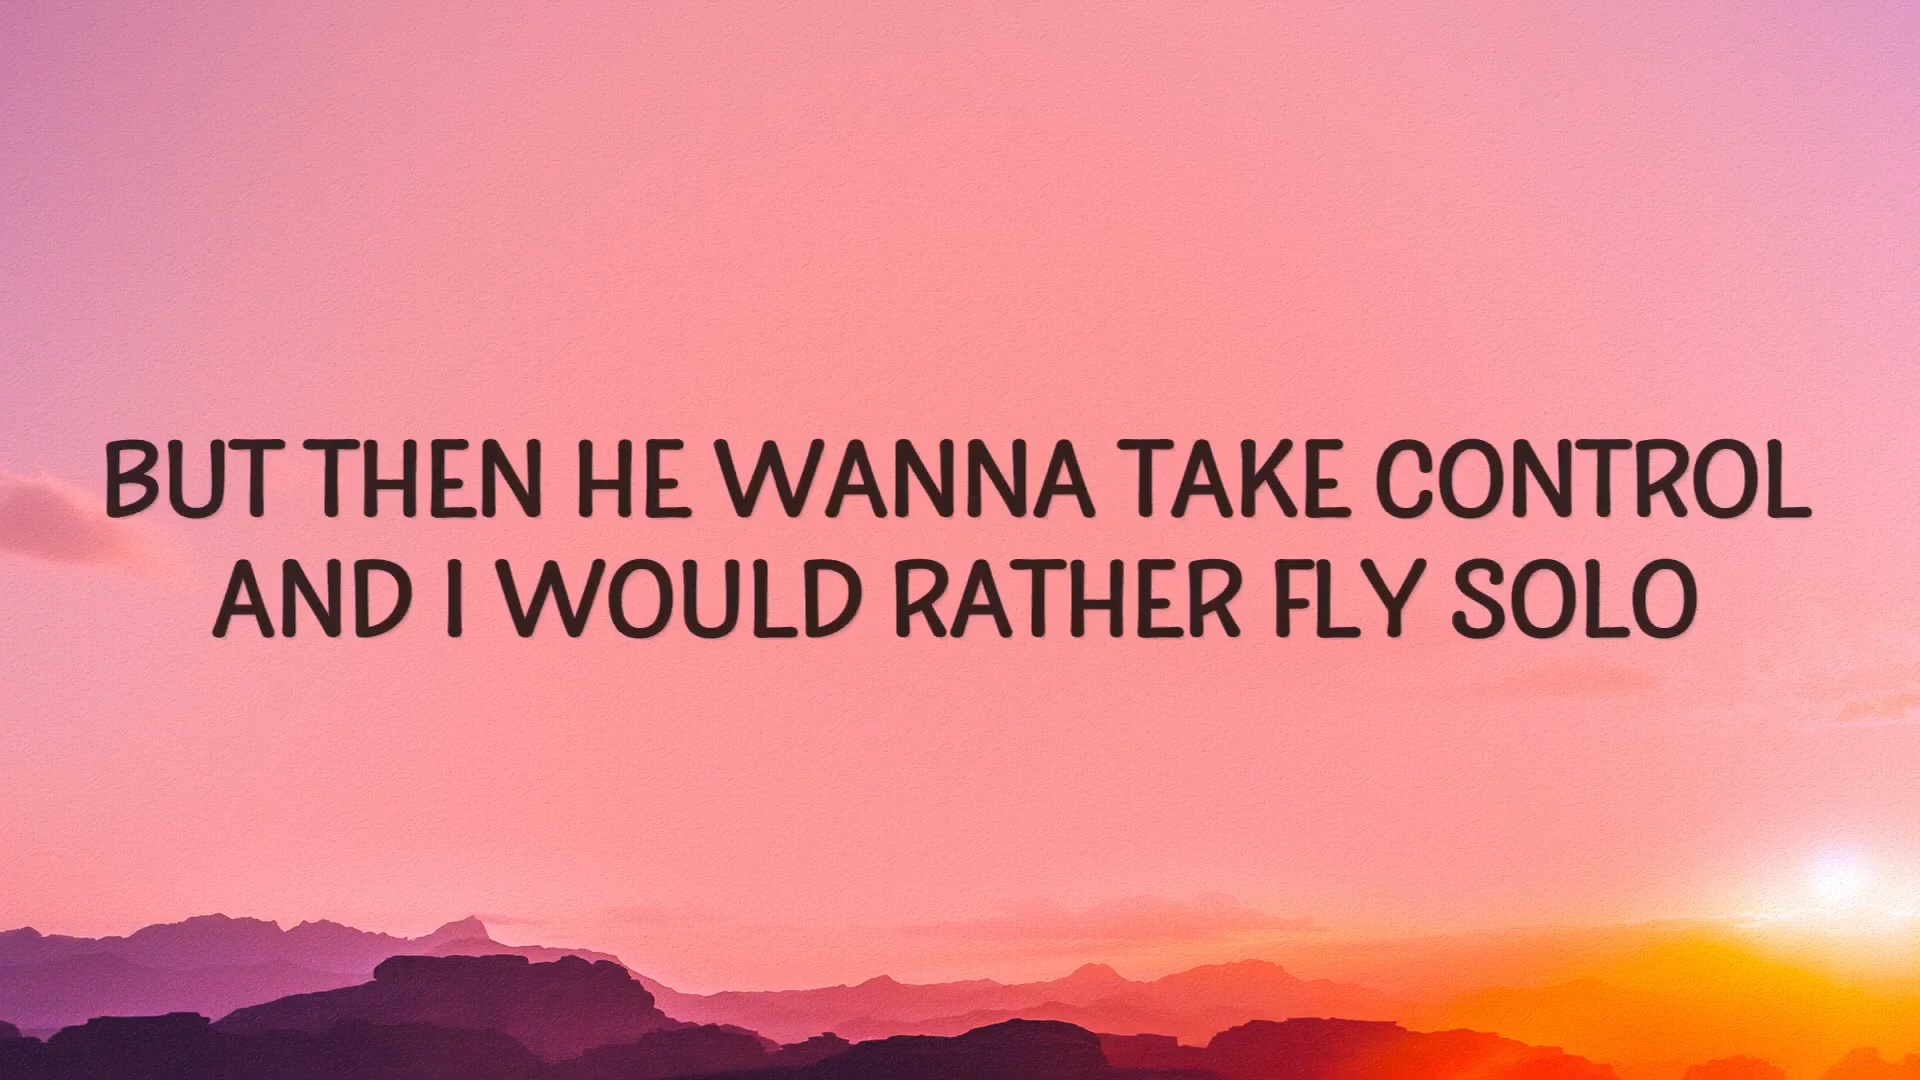 BUT THEN HE WANNA TAKE CONTROL
AND I WOULD RATHER FLY SOLO